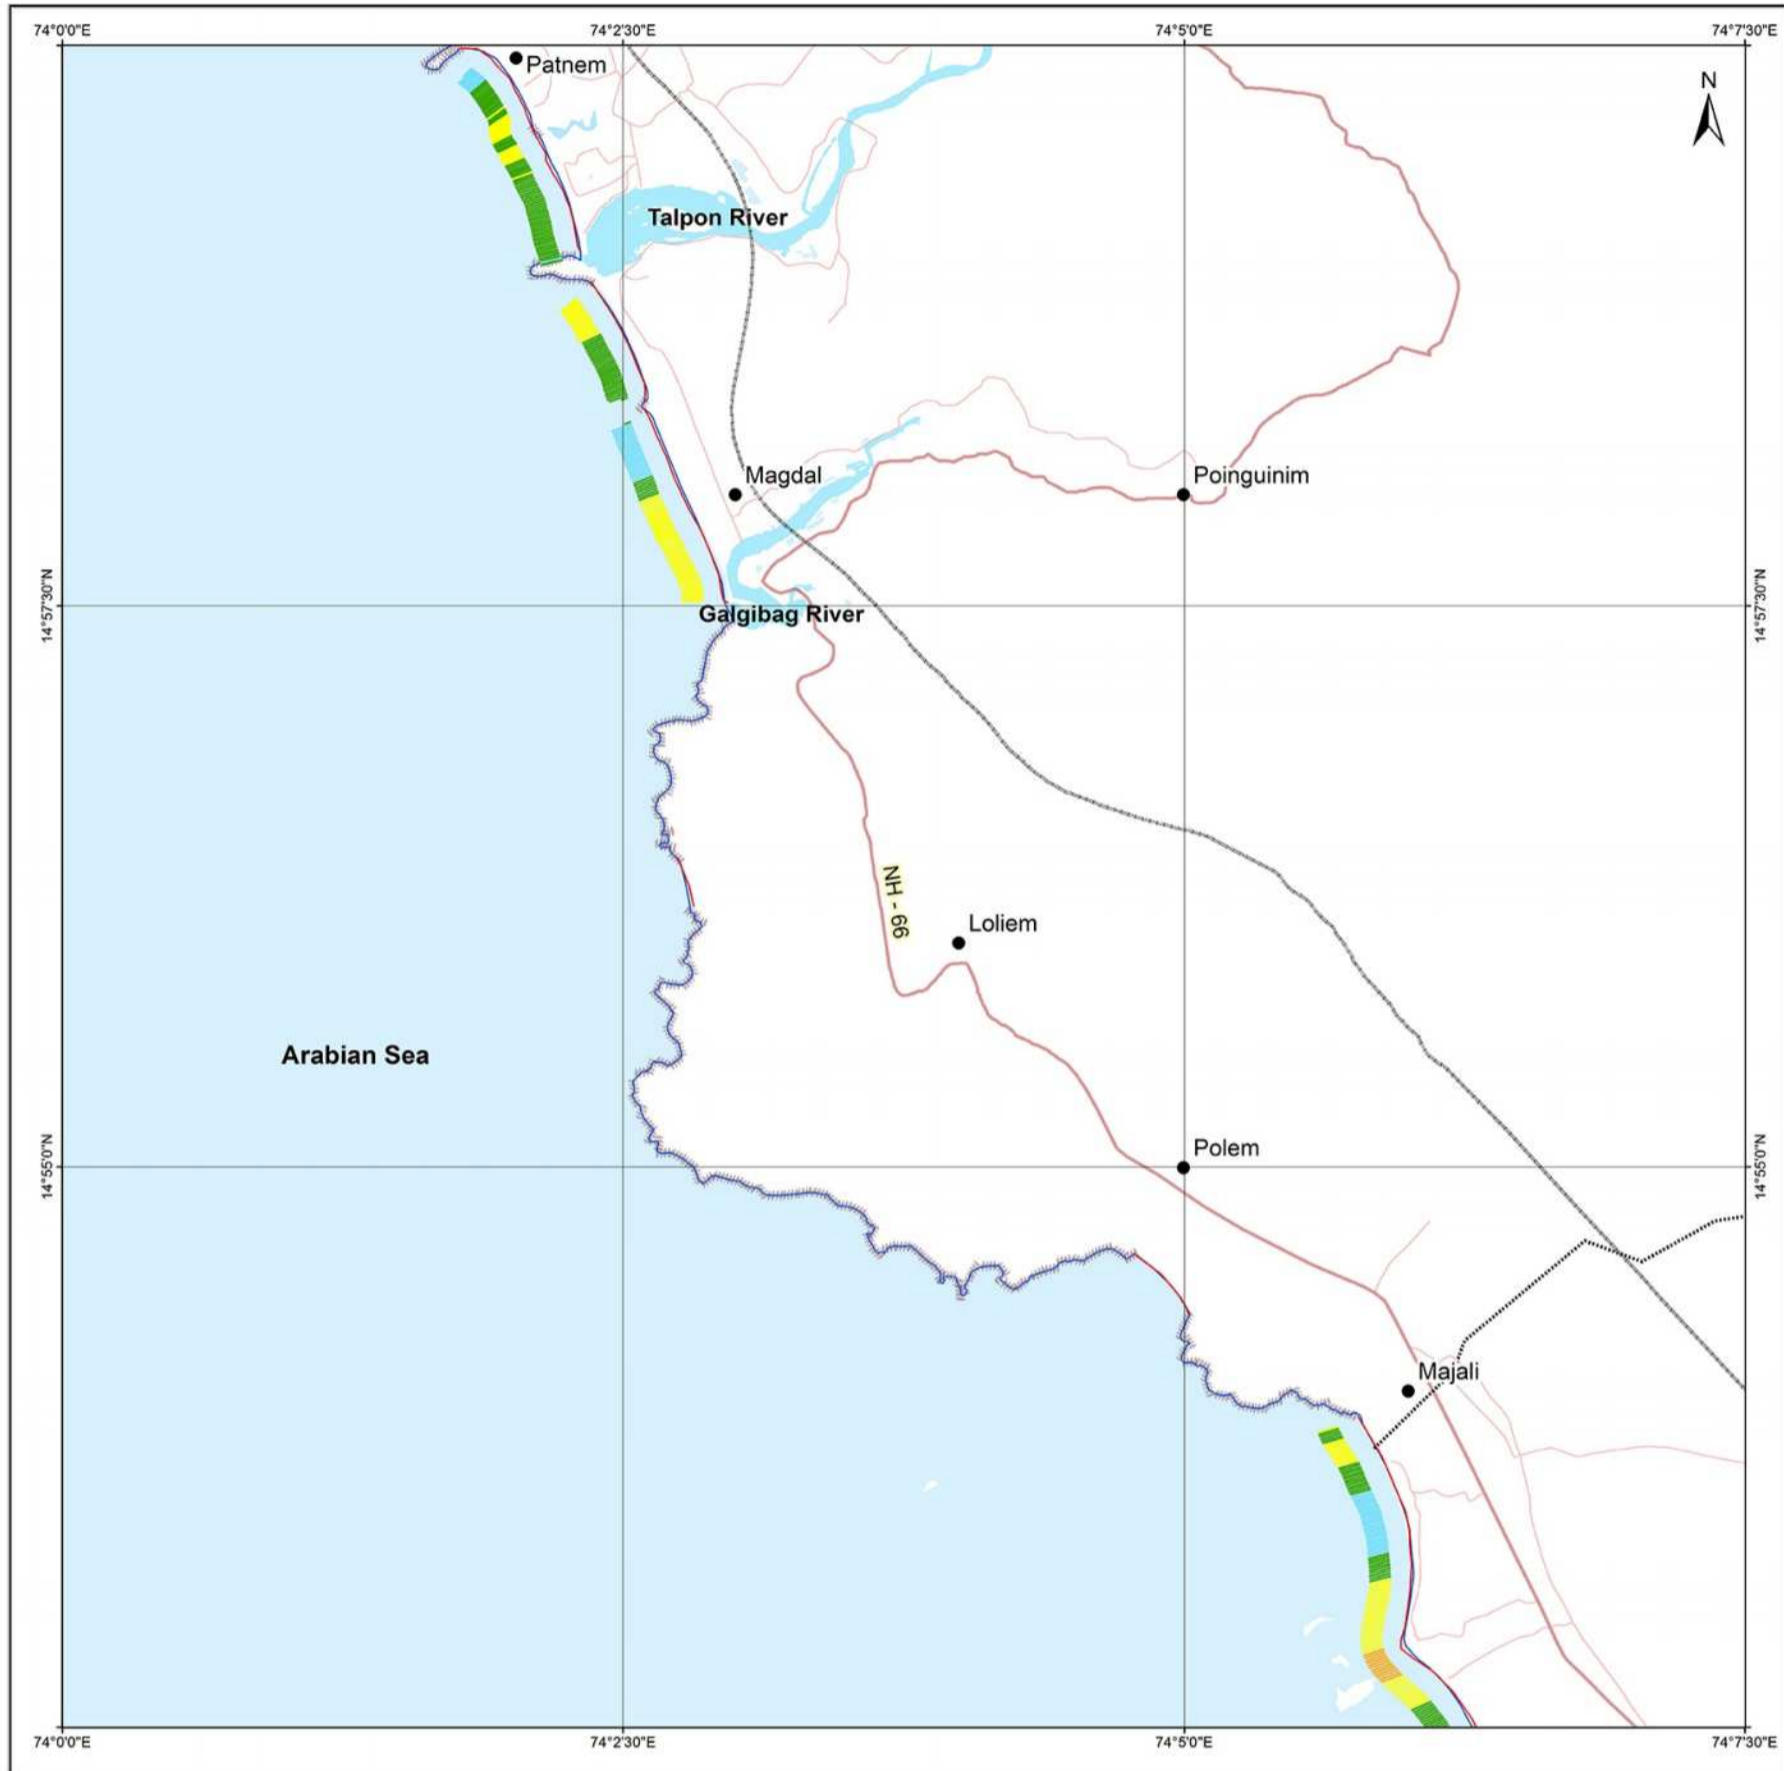 74°0'0"E
74°2'30"E
74°5'0"E
74°7'30"E
Patnem
N
Talpon River
Magdal
Poinguinim
14°57'30"N
14°57'30"N
Galgibag River
NH - 66
Loliem
Arabian Sea
Polem
14°55'0"N
14°55'0"N
Majali
74°0'0"E
74°2'30"E
74°5'0"E
74°7'30"E